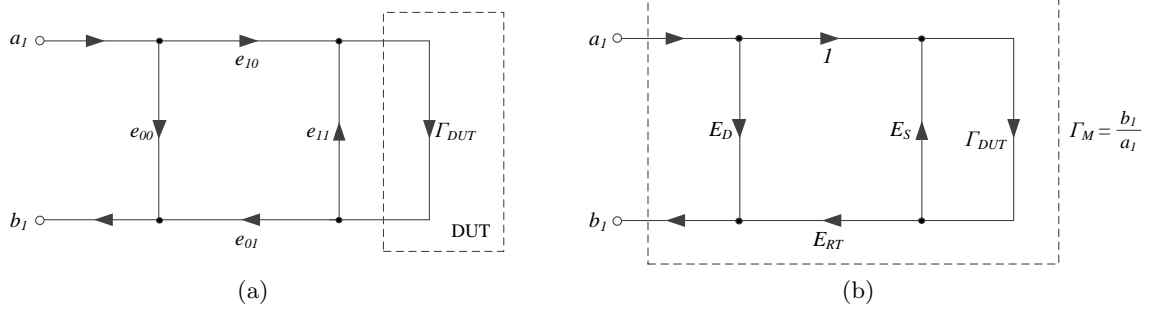 a1
e10
e00
e11
ΓDUT
b1
e01
DUT
(a)
a1
1
ED
ES
ΓDUT
ΓM = b1/a1
b1
ERT
(b)